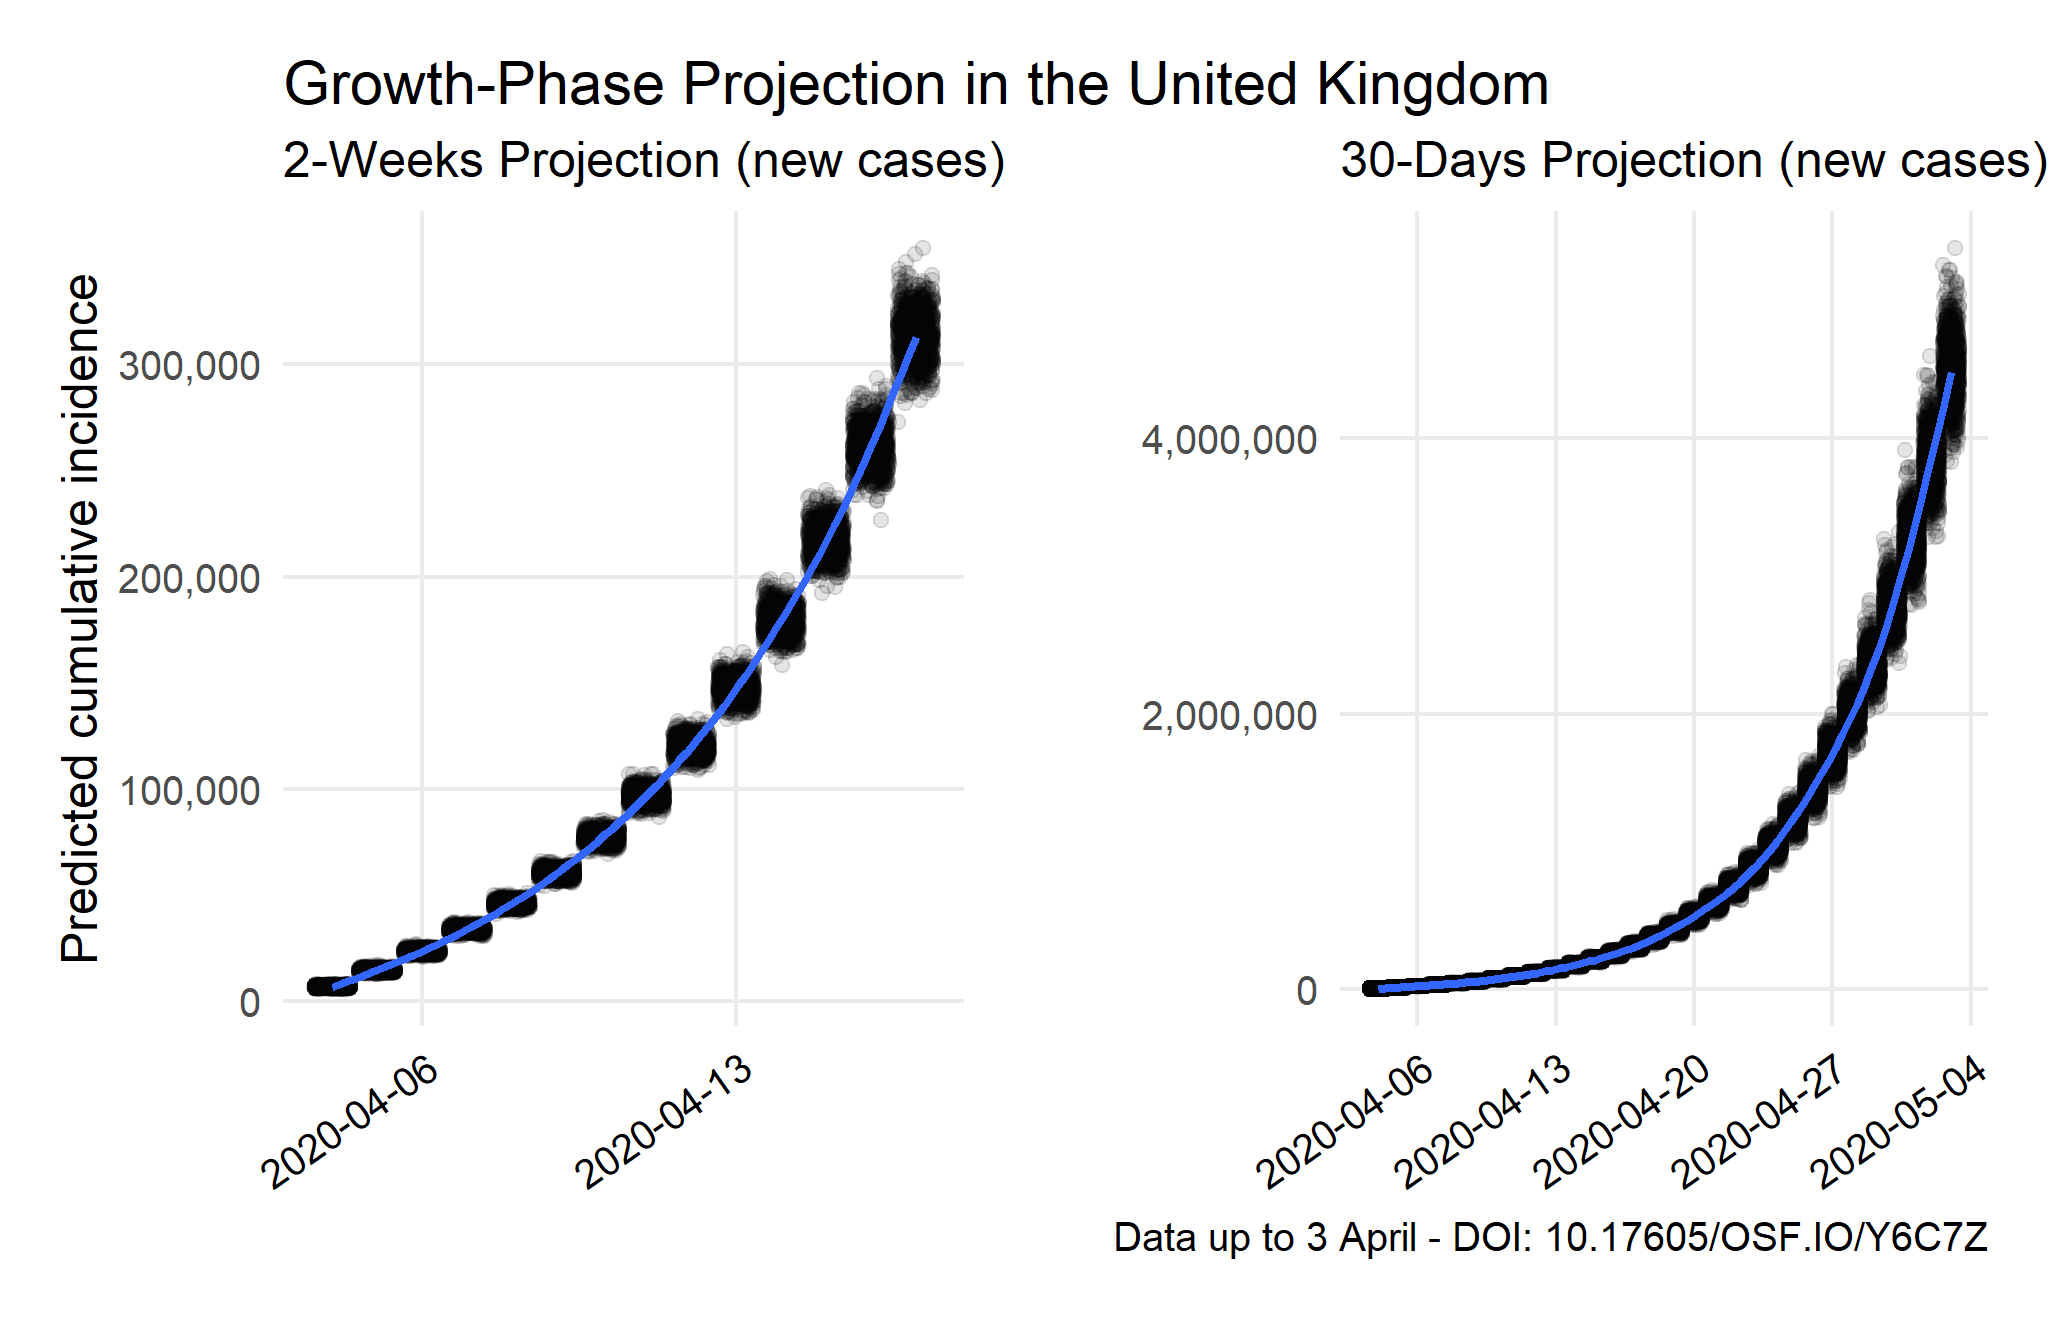 Growth-Phase Projection in the United Kingdom
2-Weeks Projection (new cases)
30-Days Projection (new cases)
Predicted cumulative incidence
300,000
200,000
100,000
0
2020-04-06
2020-04-13
4,000,000
2,000,000
0
2020-04-06
2020-04-13
2020-04-20
2020-04-27
2020-05-04
Data up to 3 April - DOI: 10.17605/OSF.IO/Y6C7Z